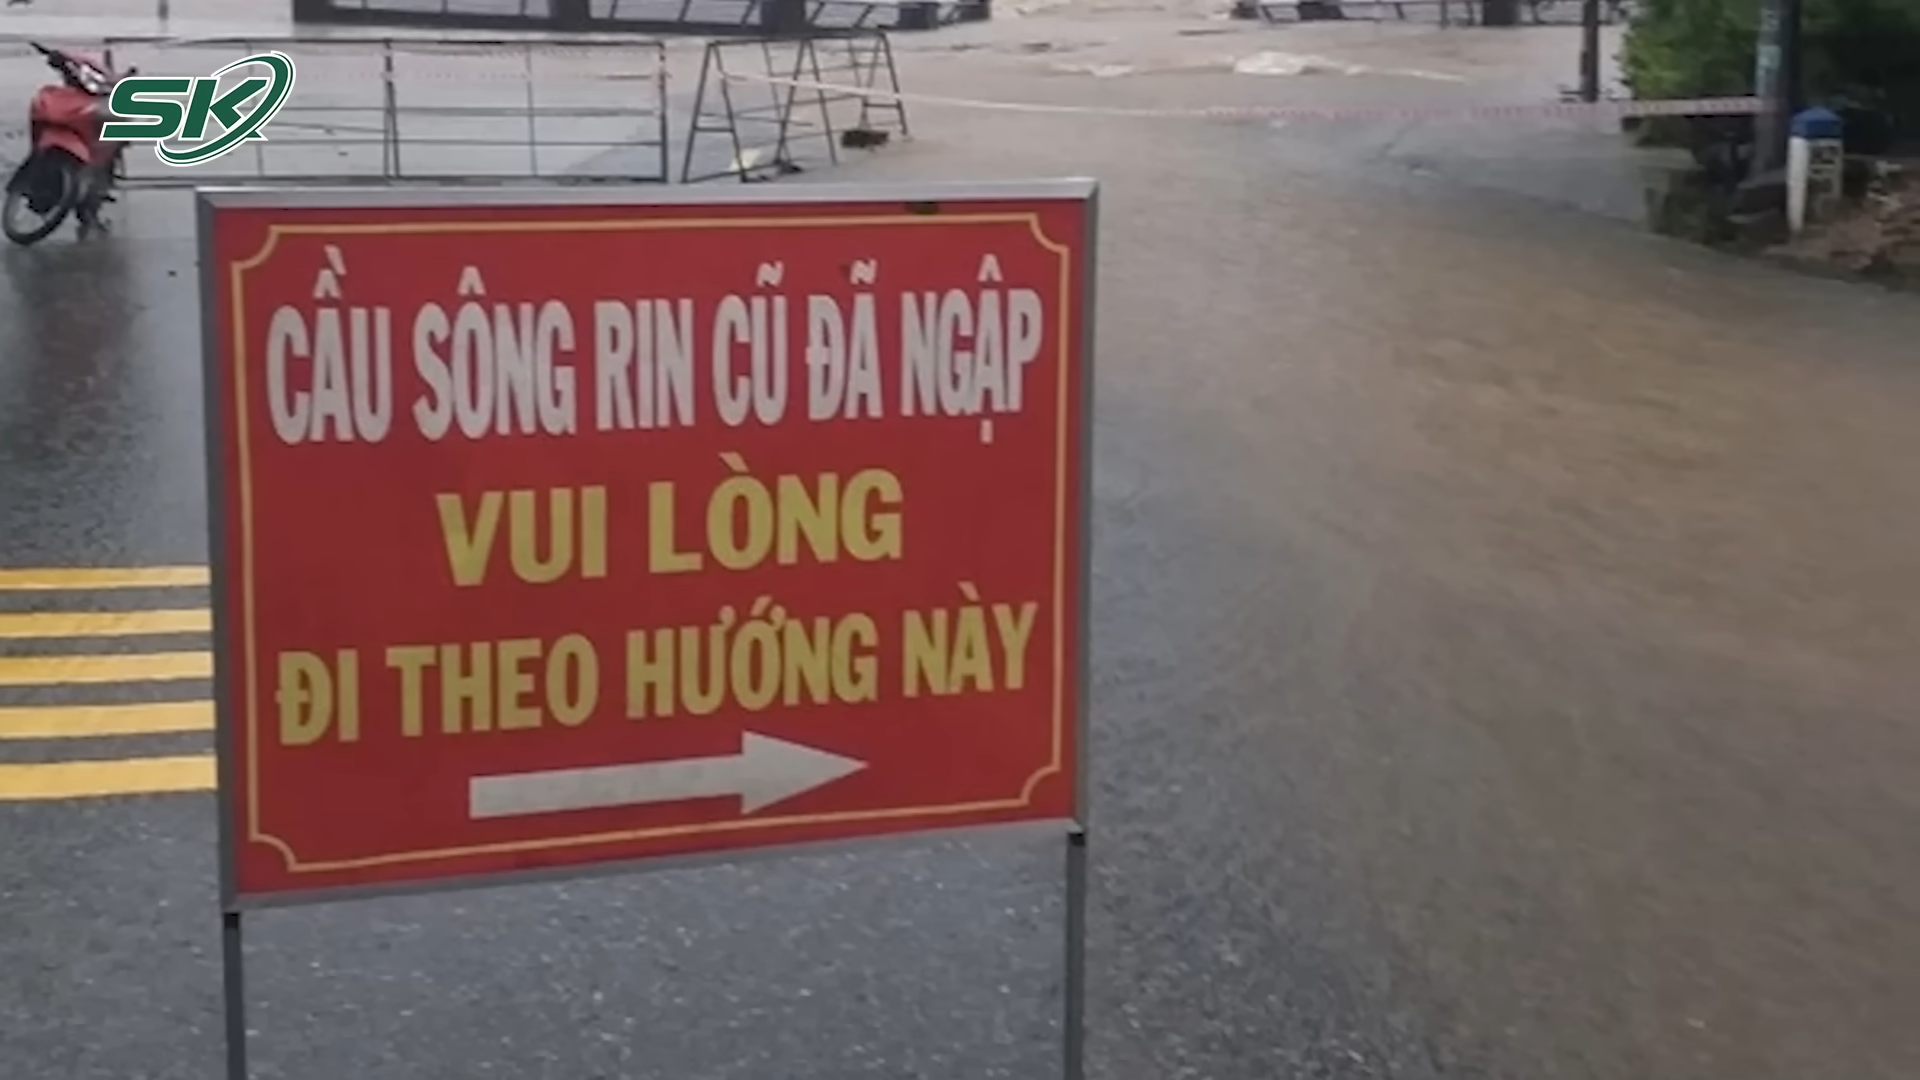 SK
CẦU SÔNG RIN CŨ ĐÃ NGẬP
VUI LÒNG
ĐI THEO HƯỚNG NÀY